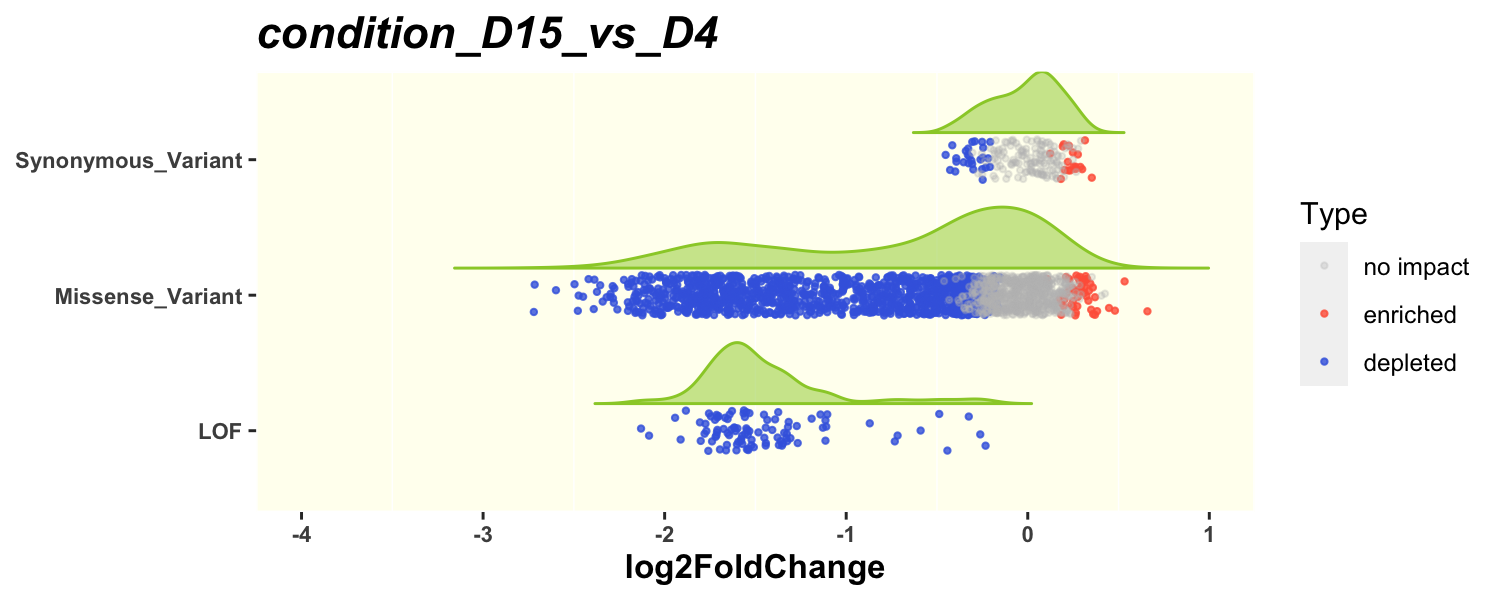 condition_D15_vs_D4
Synonymous_Variant
Missense_Variant
LOF
-4 -3 -2 -1 0 1
log2FoldChange
Type
no impact
enriched
depleted